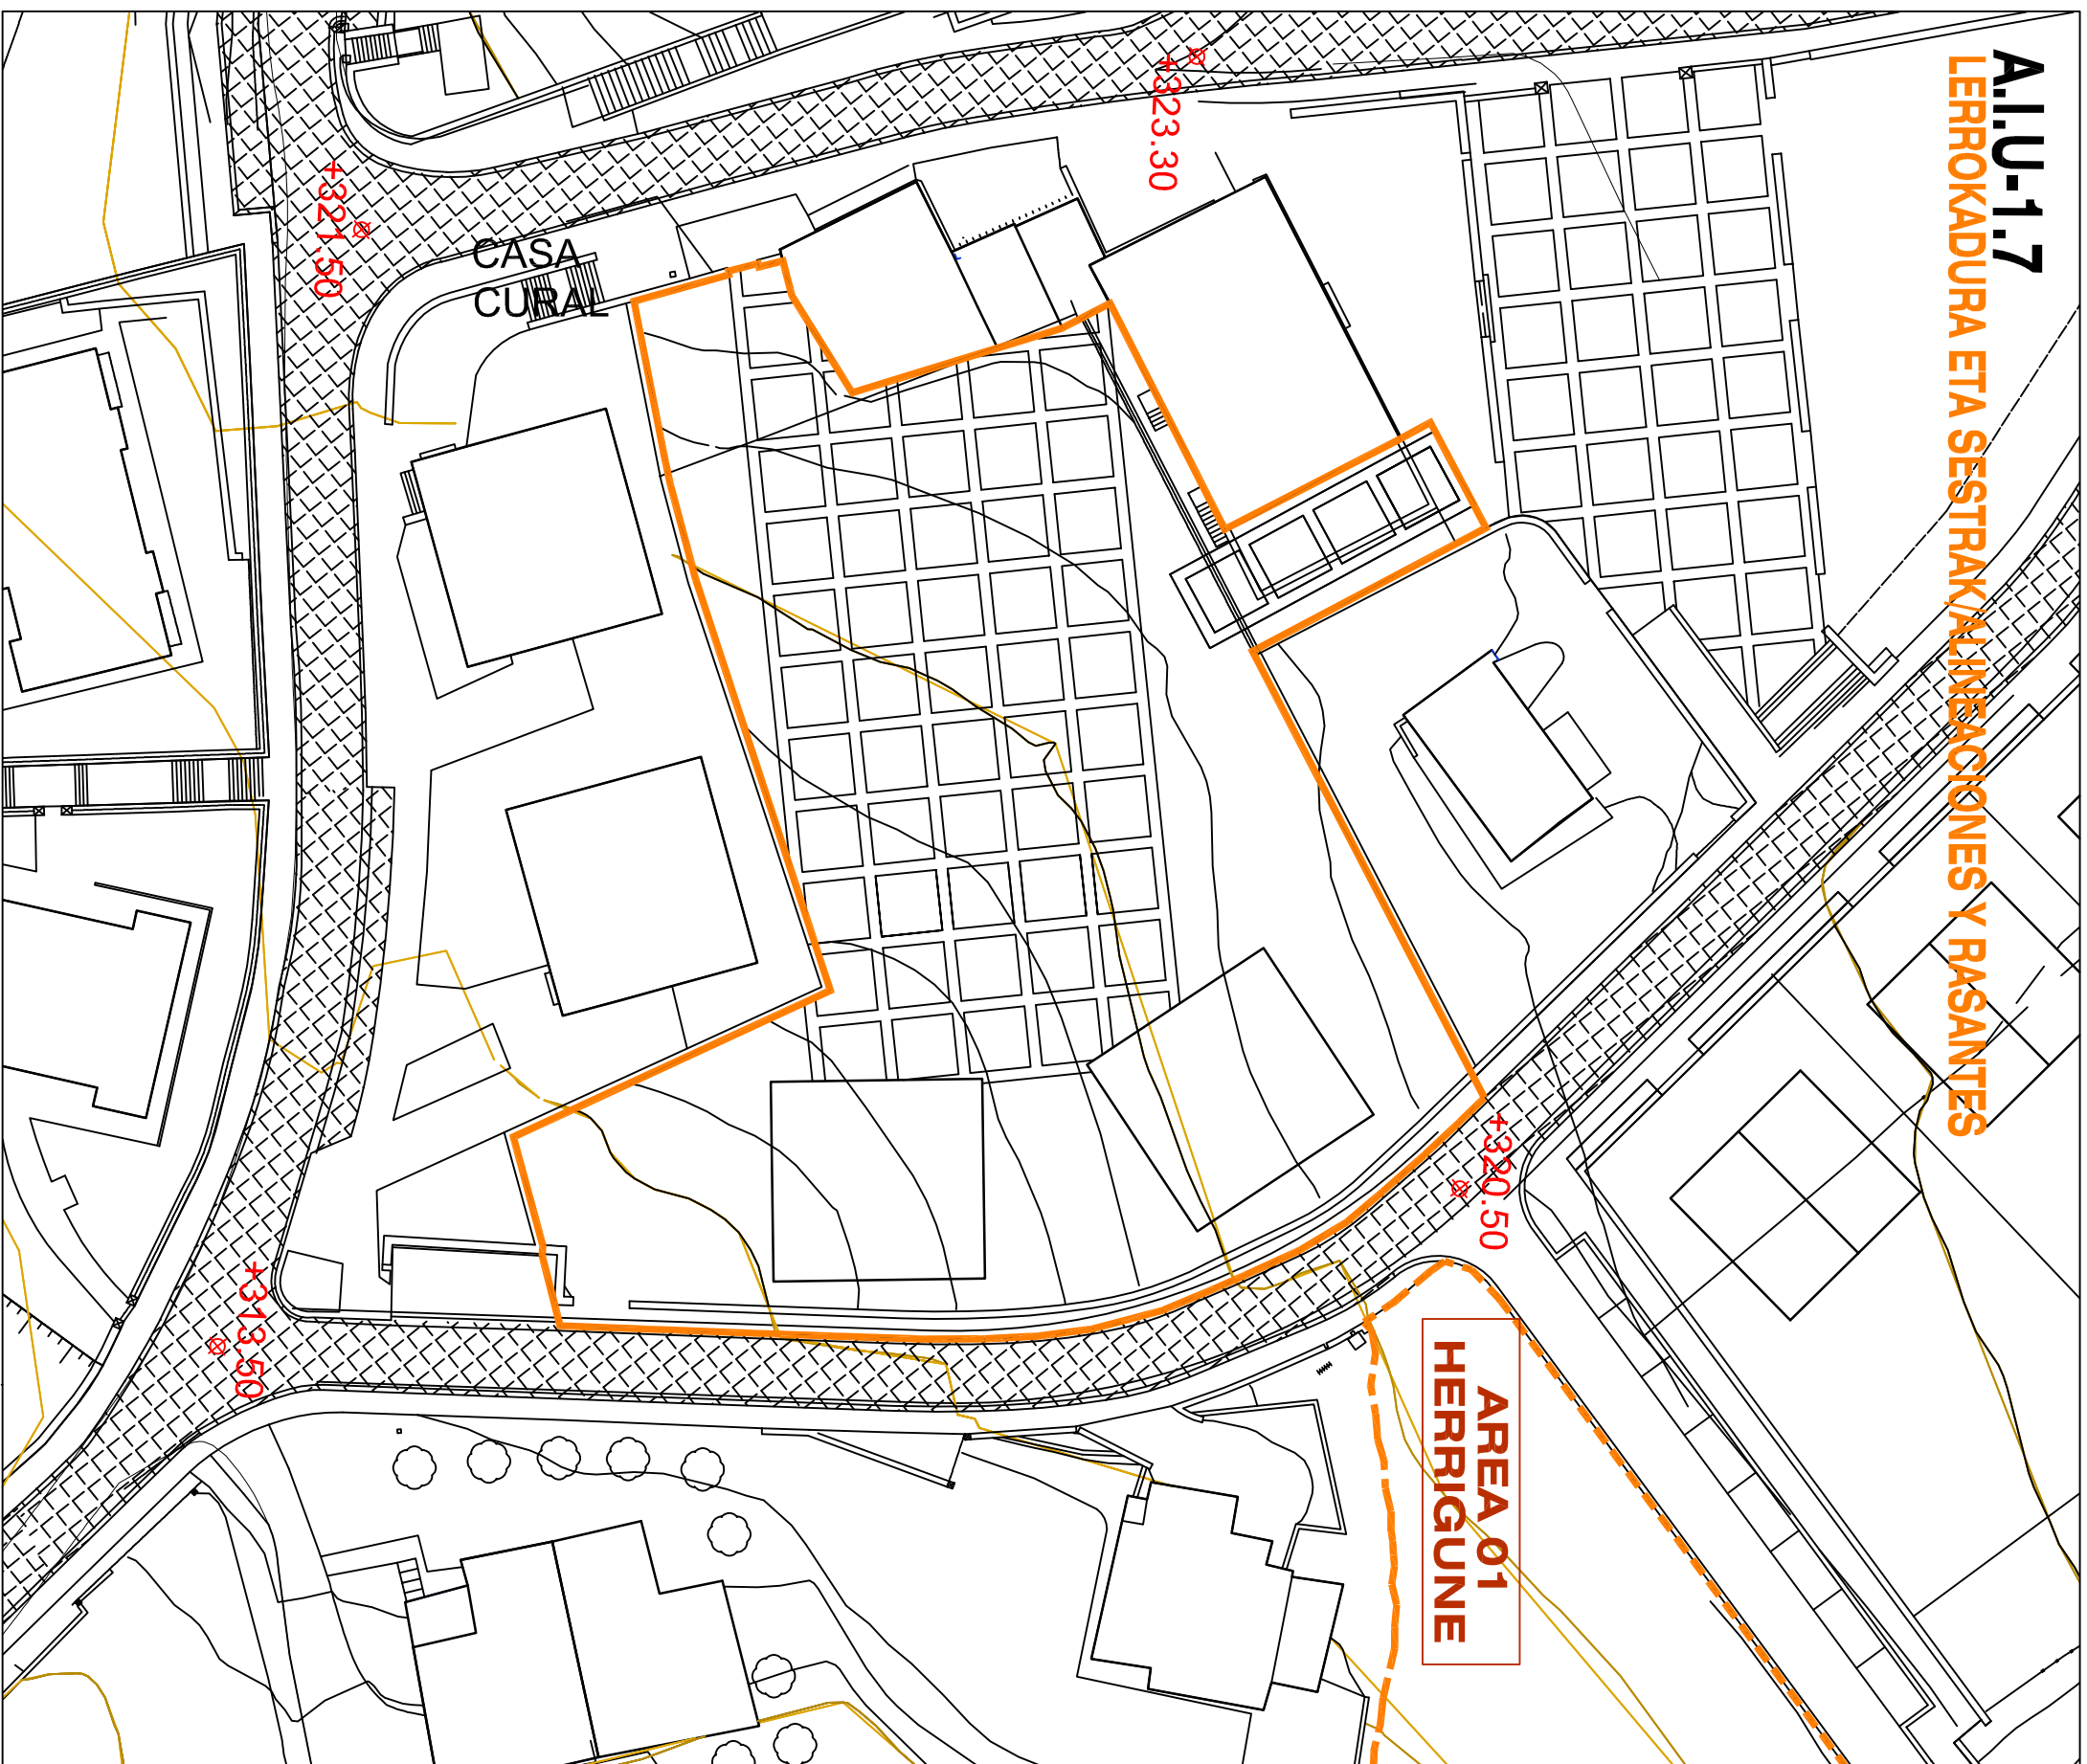 A.I.U-1.7
LERROKADURA ETA SESTRAK/ALINEACIONES Y RASANTES
+323.30
+321.50
CASA
CURAL
+320.50
+313.50
AREA 01
HERRIGUNE